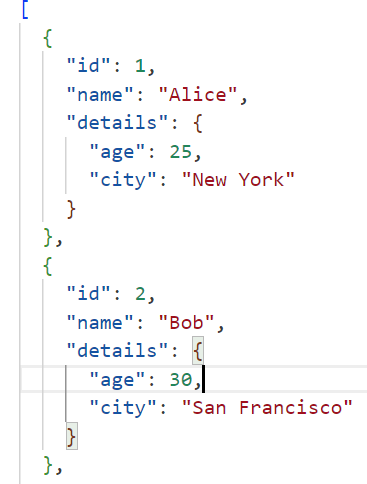 [
  {
    "id": 1,
    "name": "Alice",
    "details": {
      "age": 25,
      "city": "New York"
    }
  },
  {
    "id": 2,
    "name": "Bob",
    "details": {
      "age": 30,
      "city": "San Francisco"
    }
  },